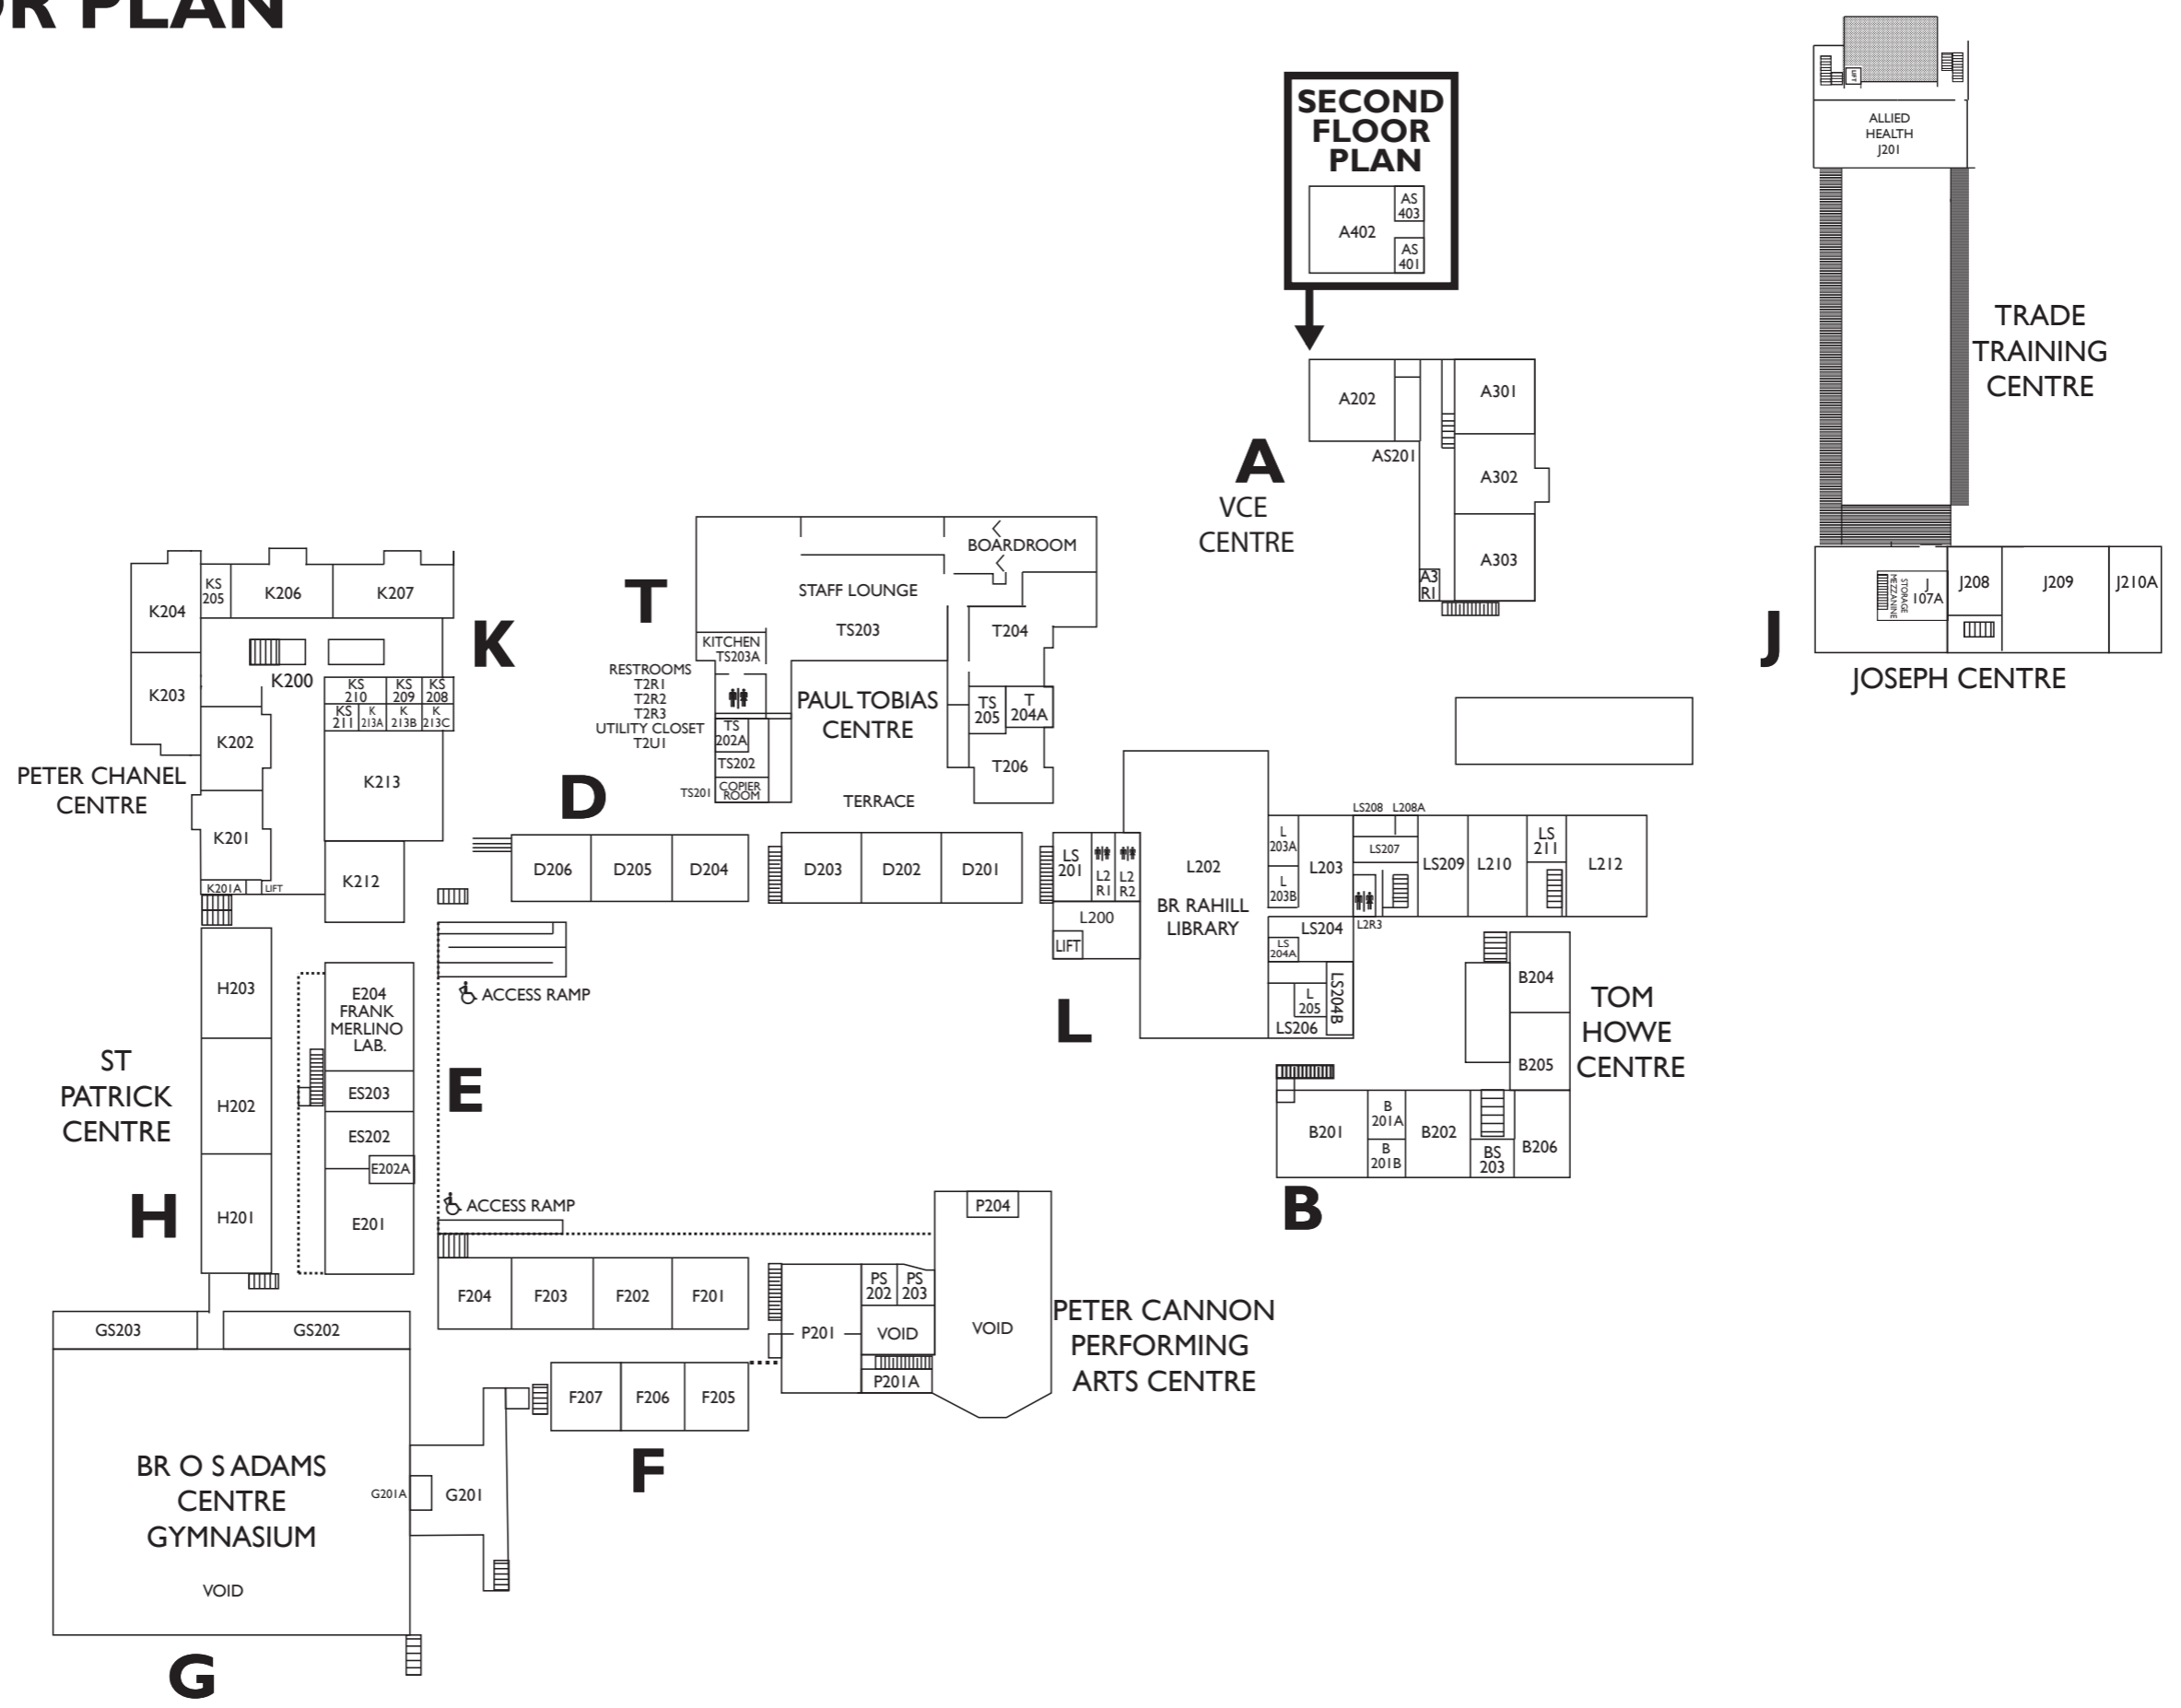 OR PLAN
SECOND
FLOOR
PLAN
AS
403
A402
AS
401
LIFT
ALLIED
HEALTH
J201
TRADE
TRAINING
CENTRE
A202
A301
AS201
A302
A303
A3
R1
A
VCE
CENTRE
J
107A
STORAGE
MEZZANINE
J208
J209
J210A
J
JOSEPH CENTRE
T
BOARDROOM
STAFF LOUNGE
TS203
KITCHEN
TS203A
T204
RESTROOMS
T2R1
T2R2
T2R3
UTILITY CLOSET
T2U1
PAUL TOBIAS
CENTRE
TS
205
T
204A
TS
202A
TS202
TS201
COPIER
ROOM
T206
TERRACE
K204
KS
205
K206
K207
K
K203
K200
KS
210
KS
209
KS
208
KS
211
K
213A
K
213B
K
213C
K202
K213
PETER CHANEL
CENTRE
K201
K201A
LIFT
K212
D
D206
D205
D204
D203
D202
D201
LS
201
L2
R1
L2
R2
L200
LIFT
L202
BR RAHILL
LIBRARY
L
203A
L
203B
L203
LS208
L208A
LS207
LS209
L210
LS
211
L212
L2R3
LS204
LS
204A
L
205
LS204B
LS206
L
B204
B205
TOM
HOWE
CENTRE
B201
B
201A
B
201B
B202
BS
203
B206
B
ACCESS RAMP
H203
H202
H201
ST
PATRICK
CENTRE
H
E204
FRANK
MERLINO
LAB.
ES203
ES202
E202A
E201
E
ACCESS RAMP
F204
F203
F202
F201
F207
F206
F205
F
P204
PS
202
PS
203
P201
VOID
P201A
VOID
PETER CANNON
PERFORMING
ARTS CENTRE
GS203
GS202
BR O S ADAMS
CENTRE
GYMNASIUM
VOID
G201A
G201
G